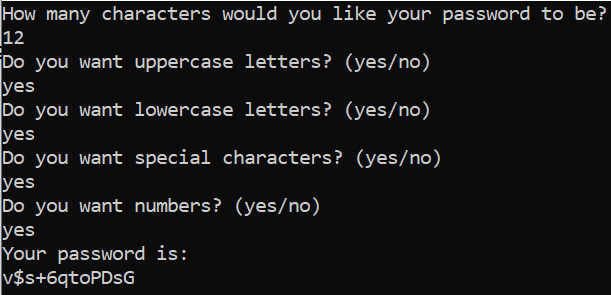 How many characters would you like your password to be?
12
Do you want uppercase letters? (yes/no)
yes
Do you want lowercase letters? (yes/no)
yes
Do you want special characters? (yes/no)
yes
Do you want numbers? (yes/no)
yes
Your password is:
v$s+6qtoPDsG